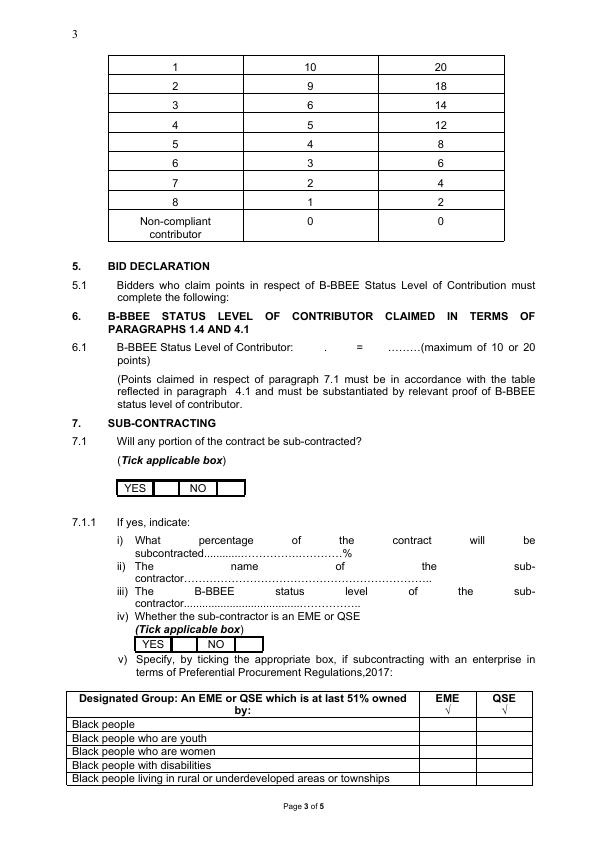 3
1 10 20
2 9 18
3 6 14
4 5 12
5 4 8
6 3 6
7 2 4
8 1 2
Non-compliant 0 0
contributor
5. BID DECLARATION
5.1 Bidders who claim points in respect of B-BBEE Status Level of Contribution must
complete the following:
6. B-BBEE STATUS LEVEL OF CONTRIBUTOR CLAIMED IN TERMS OF
PARAGRAPHS 1.4 AND 4.1
6.1 B-BBEE Status Level of Contributor: . = ………(maximum of 10 or 20
points)
(Points claimed in respect of paragraph 7.1 must be in accordance with the table
reflected in paragraph 4.1 and must be substantiated by relevant proof of B-BBEE
status level of contributor.
7. SUB-CONTRACTING
7.1 Will any portion of the contract be sub-contracted?
(Tick applicable box)
YES NO
7.1.1 If yes, indicate:
i) What percentage of the contract will be
subcontracted............…………….…………%
ii) The name of the sub-
contractor…………………………………………………………..
iii) The B-BBEE status level of the sub-
contractor......................................……………..
iv) Whether the sub-contractor is an EME or QSE
(Tick applicable box)
YES NO
v) Specify, by ticking the appropriate box, if subcontracting with an enterprise in
terms of Preferential Procurement Regulations,2017:
Designated Group: An EME or QSE which is at last 51% owned EME QSE
by: √ √
Black people
Black people who are youth
Black people who are women
Black people with disabilities
Black people living in rural or underdeveloped areas or townships
Page 3 of 5